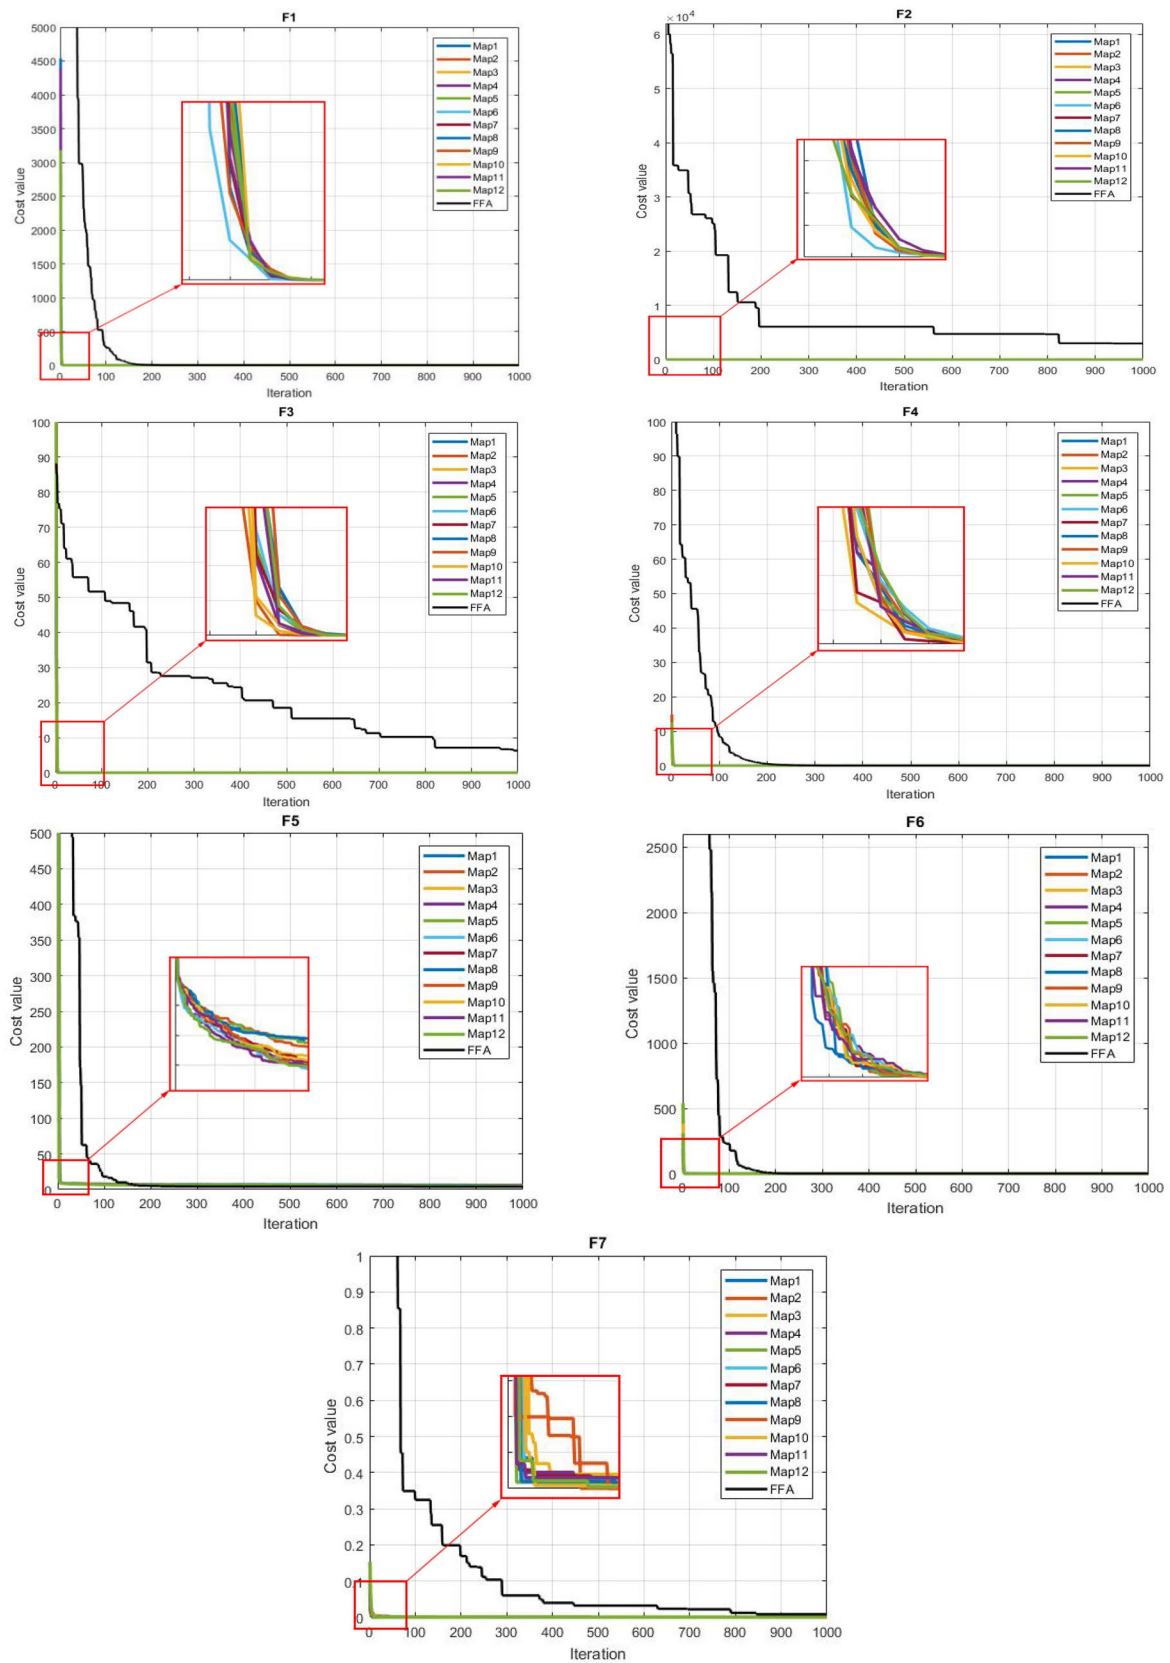 F1
5000
4500
4000
3500
3000
2500
2000
1500
1000
500
0
Cost value
Map1
Map2
Map3
Map4
Map5
Map6
Map7
Map8
Map9
Map10
Map11
Map12
FFA
0 100 200 300 400 500 600 700 800 900 1000
Iteration
F2
×10^4
6
5
4
3
2
1
0
Cost value
Map1
Map2
Map3
Map4
Map5
Map6
Map7
Map8
Map9
Map10
Map11
Map12
FFA
0 100 200 300 400 500 600 700 800 900 1000
Iteration
F3
100
90
80
70
60
50
40
30
20
10
0
Cost value
Map1
Map2
Map3
Map4
Map5
Map6
Map7
Map8
Map9
Map10
Map11
Map12
FFA
0 100 200 300 400 500 600 700 800 900 1000
Iteration
F4
100
90
80
70
60
50
40
30
20
10
0
Cost value
Map1
Map2
Map3
Map4
Map5
Map6
Map7
Map8
Map9
Map10
Map11
Map12
FFA
0 100 200 300 400 500 600 700 800 900 1000
Iteration
F5
500
450
400
350
300
250
200
150
100
50
0
Cost value
Map1
Map2
Map3
Map4
Map5
Map6
Map7
Map8
Map9
Map10
Map11
Map12
FFA
0 100 200 300 400 500 600 700 800 900 1000
Iteration
F6
2500
2000
1500
1000
500
0
Cost value
Map1
Map2
Map3
Map4
Map5
Map6
Map7
Map8
Map9
Map10
Map11
Map12
FFA
0 100 200 300 400 500 600 700 800 900 1000
Iteration
F7
1
0.9
0.8
0.7
0.6
0.5
0.4
0.3
0.2
0.1
0
Cost value
Map1
Map2
Map3
Map4
Map5
Map6
Map7
Map8
Map9
Map10
Map11
Map12
FFA
0 100 200 300 400 500 600 700 800 900 1000
Iteration